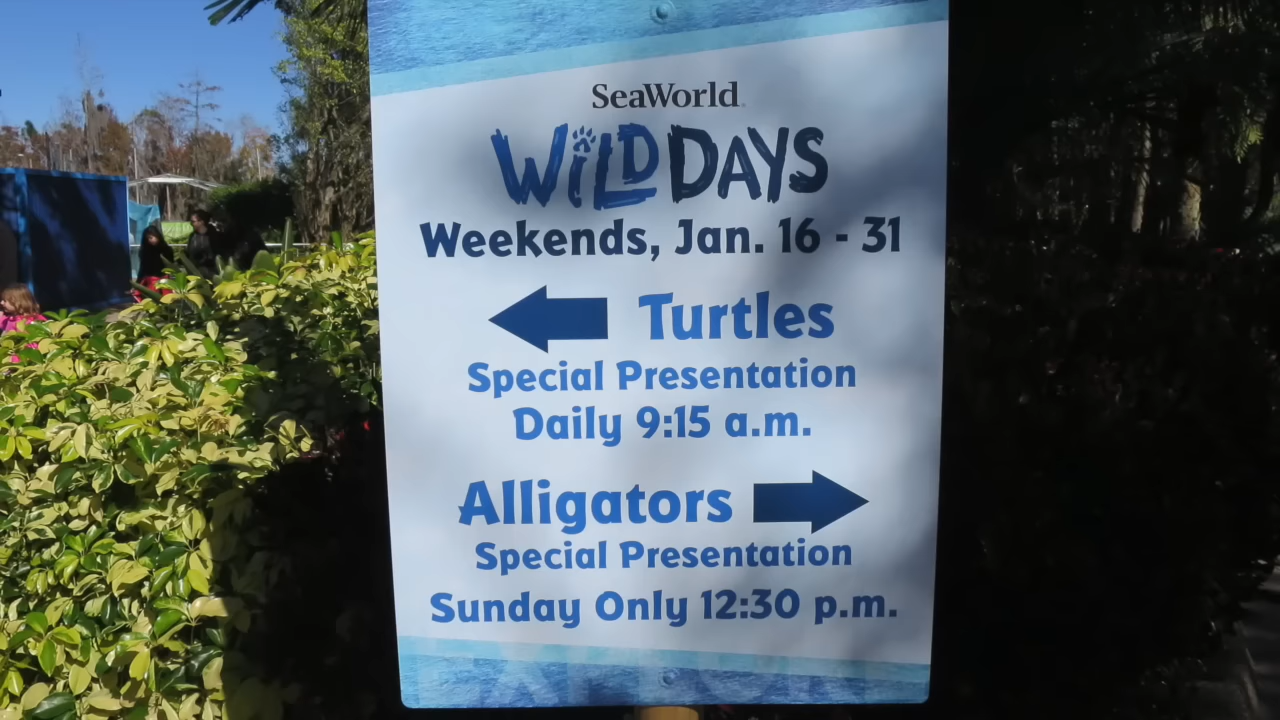 SeaWorld
WILD DAYS
Weekends, Jan. 16 - 31
Turtles
Special Presentation
Daily 9:15 a.m.
Alligators
Special Presentation
Sunday Only 12:30 p.m.
EXPLORE